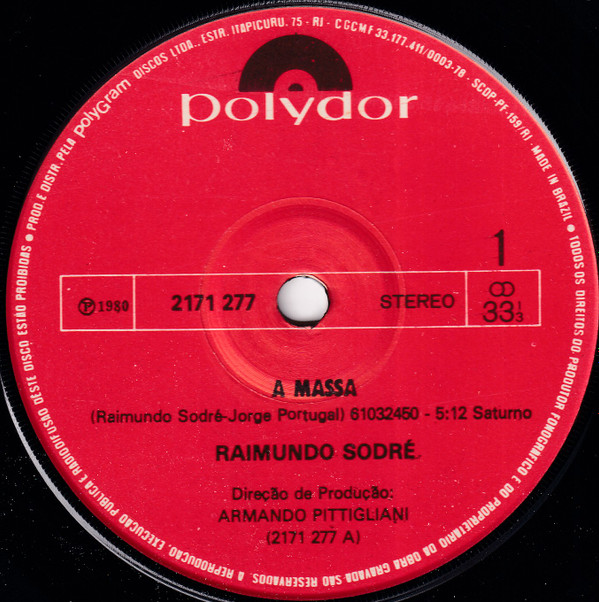 PROD. E DISTR. PELA polyGram DISCOS LTDA., ESTR. ITAPICURU, 75 - RJ - CGCMF 33.177.411/0003-78 - SCDP-PF-159/RJ - MADE IN BRAZIL • TODOS OS DIREITOS DO PRODUTOR FONOGRÁFICO E DO PROPRIETÁRIO DA OBRA GRAVADA SÃO RESERVADOS. A REPRODUÇÃO, EXECUÇÃO PÚBLICA E RADIODIFUSÃO DESTE DISCO ESTÃO PROIBIDAS •
polydor
1
℗ 1980
2171 277
STEREO
33 1/3
A MASSA
(Raimundo Sodré-Jorge Portugal) 61032450 - 5:12 Saturno
RAIMUNDO SODRÉ
Direção de Produção:
ARMANDO PITTIGLIANI
(2171 277 A)